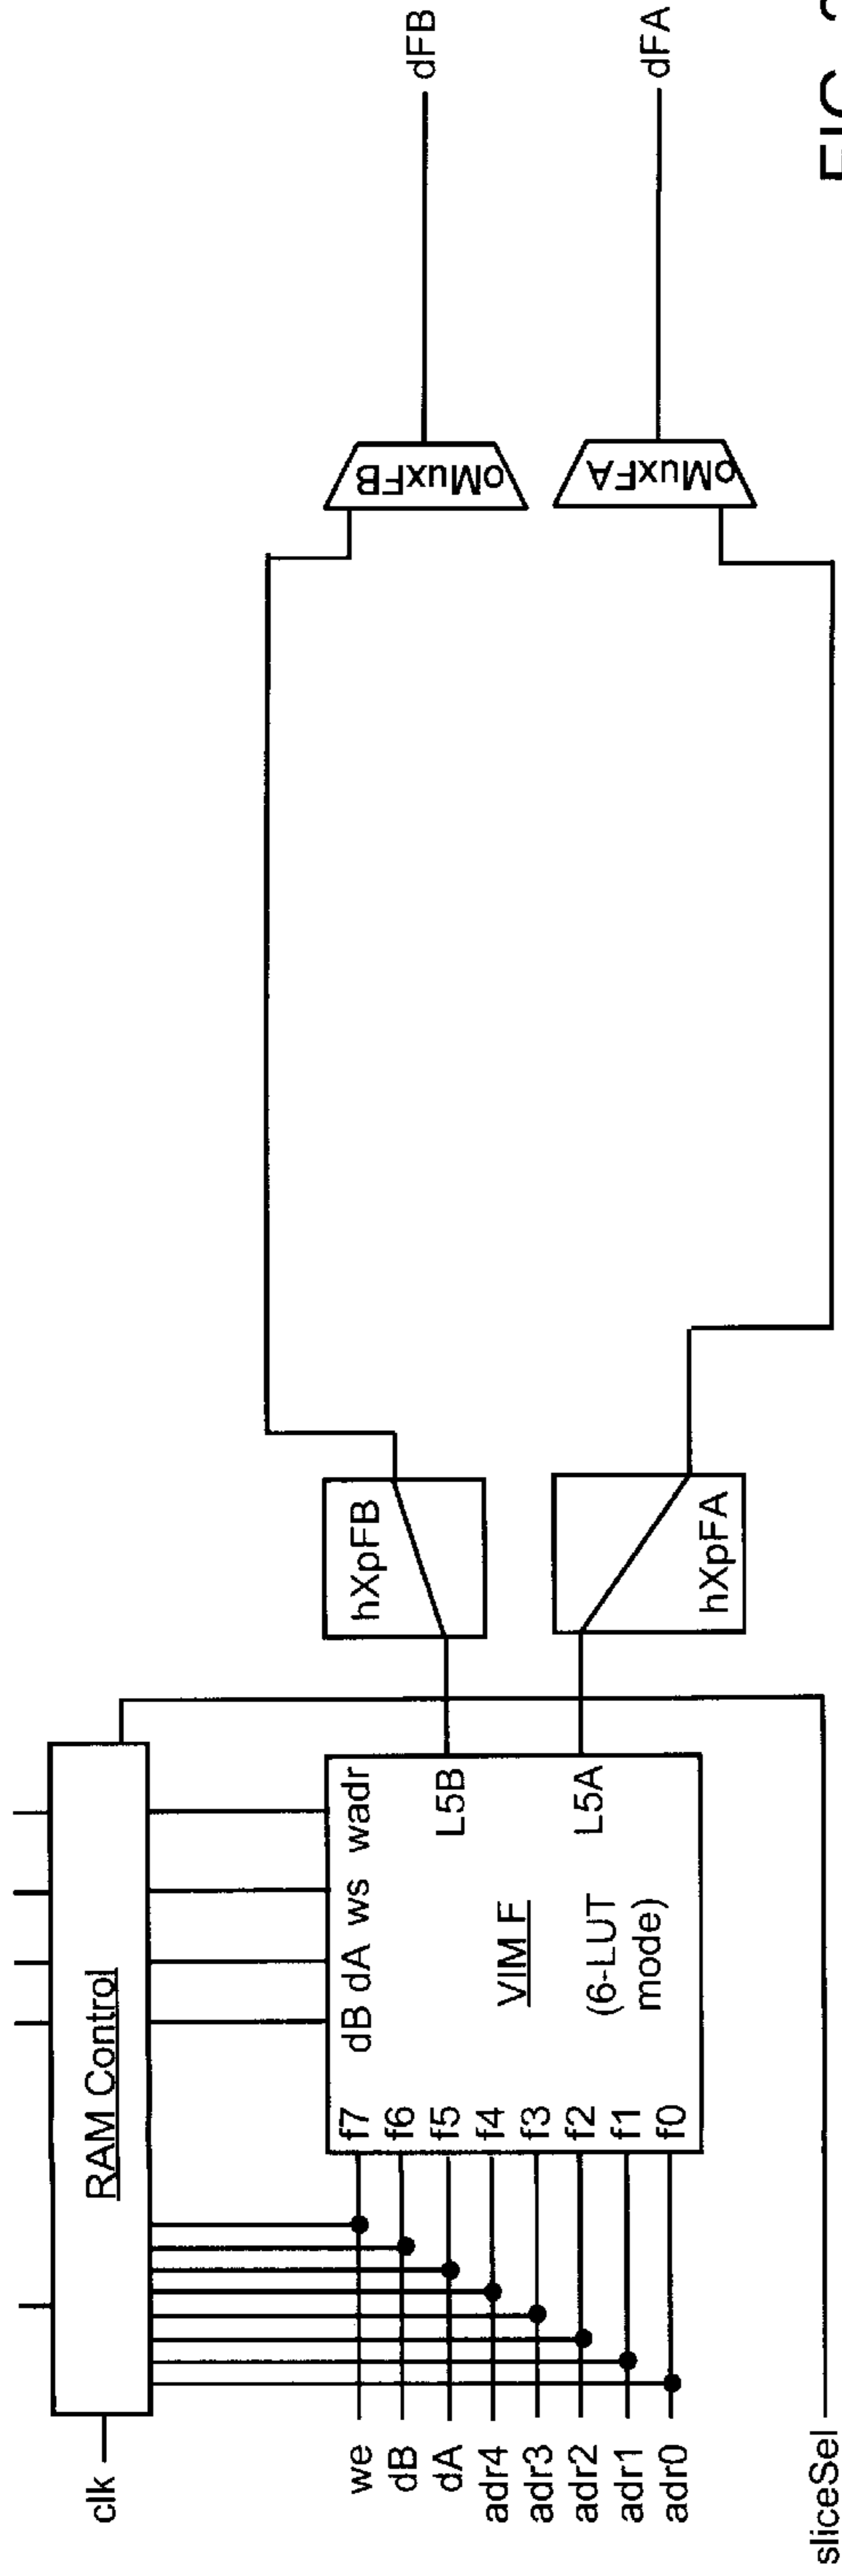 clk
RAM Control
we
dB
dA
adr4
adr3
adr2
adr1
adr0
sliceSel
f7
f6
f5
f4
f3
f2
f1
f0
dB dA ws wadr
VIM F
(6-LUT
mode)
L5B
L5A
hXpFB
hXpFA
oMuxFB
oMuxFA
dFB
dFA
FIG.